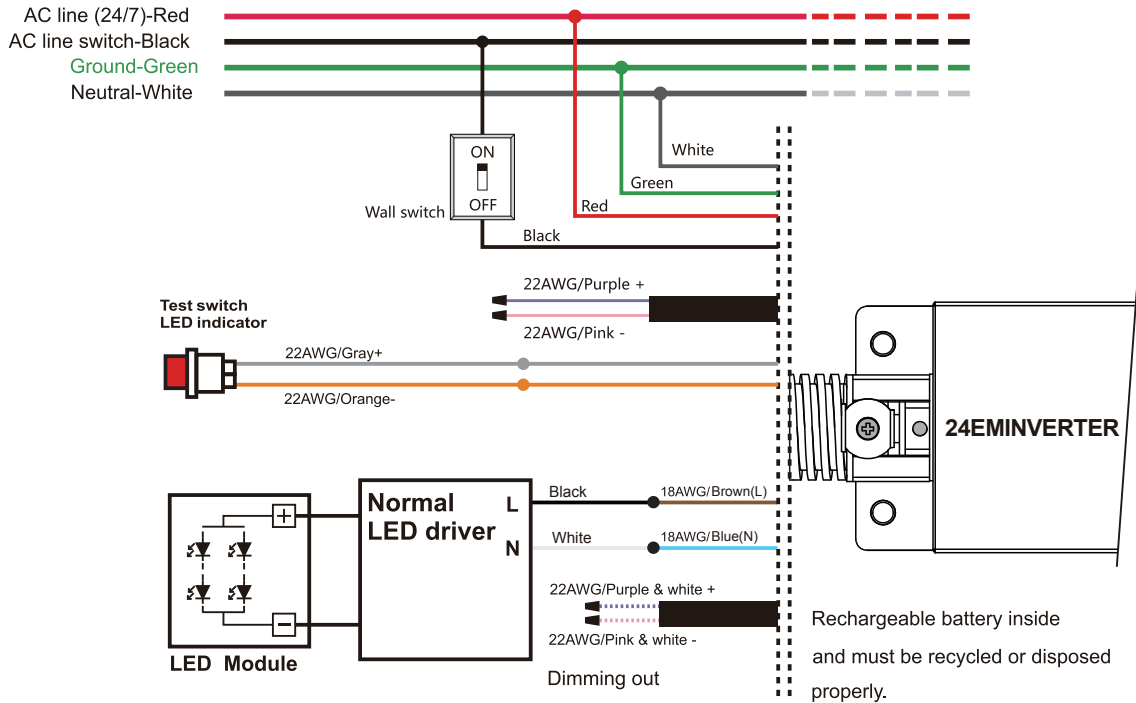 AC line (24/7)-Red
AC line switch-Black
Ground-Green
Neutral-White
White
Green
Red
ON
OFF
Wall switch
Black
22AWG/Purple +
22AWG/Pink -
Test switch
LED indicator
22AWG/Gray+
22AWG/Orange-
24EMINVERTER
Normal
LED driver
L
N
Black
18AWG/Brown(L)
White
18AWG/Blue(N)
+
−
LED Module
22AWG/Purple & white +
22AWG/Pink & white -
Dimming out
Rechargeable battery inside
and must be recycled or disposed
properly.